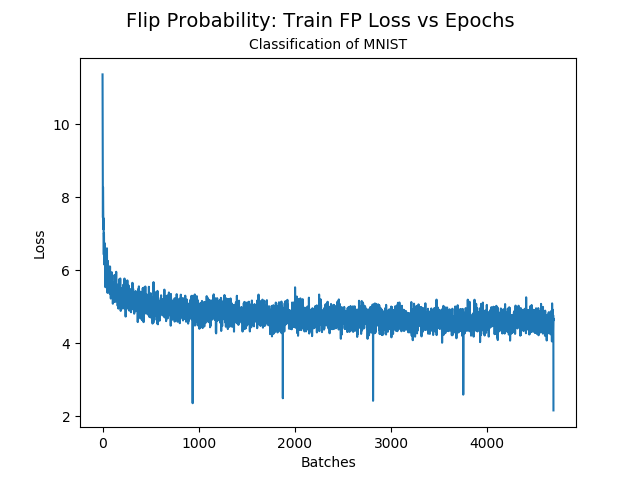 Flip Probability: Train FP Loss vs Epochs
Classification of MNIST
10
8
6
4
2
Loss
0 1000 2000 3000 4000
Batches